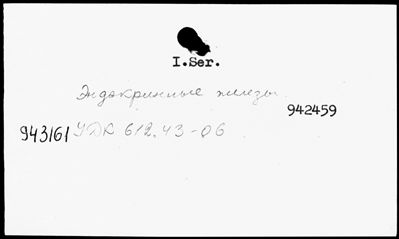 I.Ser.
Эндокринные железы
942459
943161 УДК 612.43-06